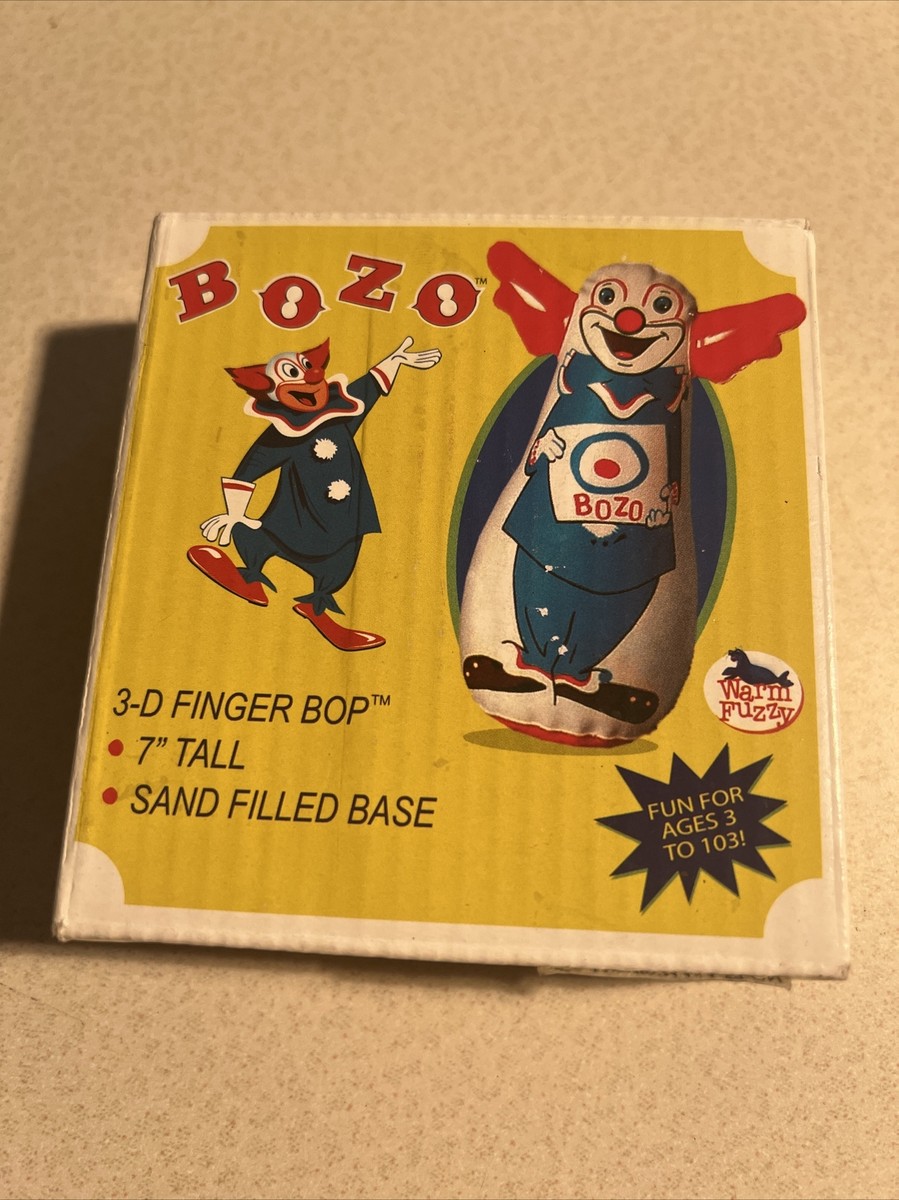 BOZO™
BOZO
3-D FINGER BOP™
• 7” TALL
• SAND FILLED BASE
Warm
Fuzzy
FUN FOR
AGES 3
TO 103!